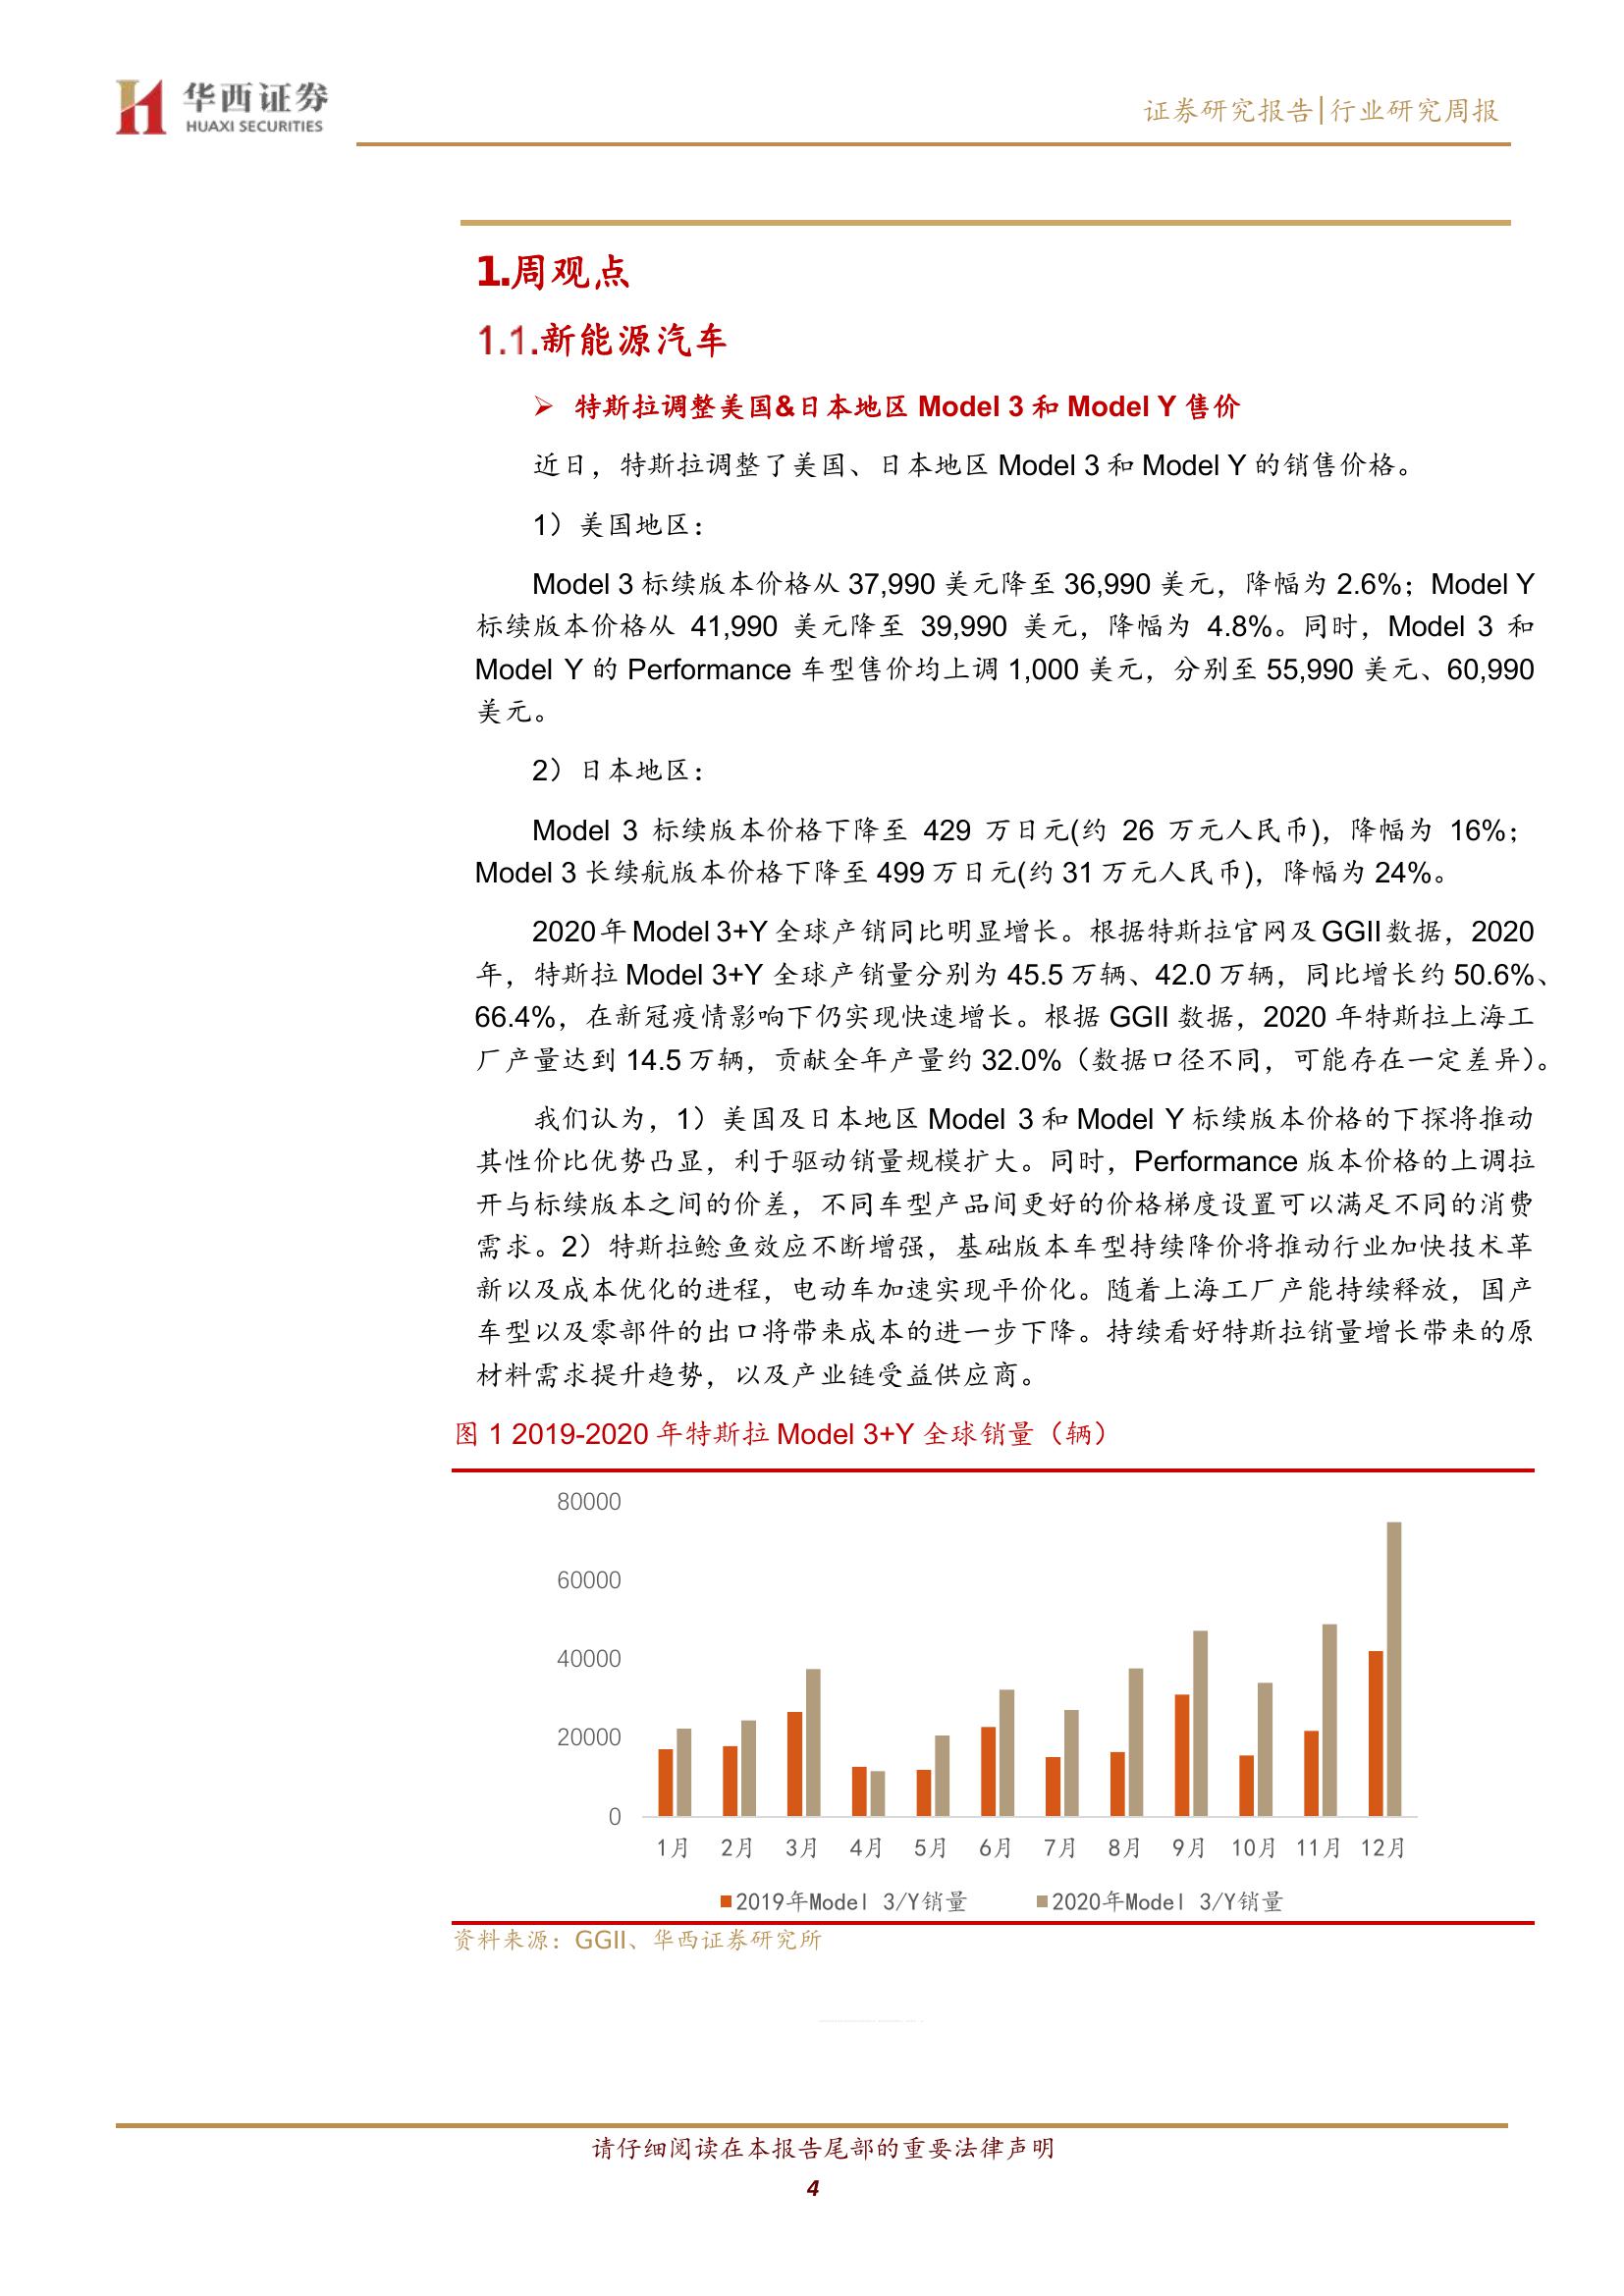 华西证券
HUAXI SECURITIES
证券研究报告|行业研究周报
1.周观点
1.1.新能源汽车
➢ 特斯拉调整美国&日本地区 Model 3 和 Model Y 售价
近日，特斯拉调整了美国、日本地区 Model 3 和 Model Y 的销售价格。
1）美国地区：
Model 3 标续版本价格从 37,990 美元降至 36,990 美元，降幅为 2.6%；Model Y
标续版本价格从 41,990 美元降至 39,990 美元，降幅为 4.8%。同时，Model 3 和
Model Y 的 Performance 车型售价均上调 1,000 美元，分别至 55,990 美元、60,990
美元。
2）日本地区：
Model 3 标续版本价格下降至 429 万日元(约 26 万元人民币)，降幅为 16%；
Model 3 长续航版本价格下降至 499 万日元(约 31 万元人民币)，降幅为 24%。
2020 年 Model 3+Y 全球产销同比明显增长。根据特斯拉官网及 GGII 数据，2020
年，特斯拉 Model 3+Y 全球产销量分别为 45.5 万辆、42.0 万辆，同比增长约 50.6%、
66.4%，在新冠疫情影响下仍实现快速增长。根据 GGII 数据，2020 年特斯拉上海工
厂产量达到 14.5 万辆，贡献全年产量约 32.0%（数据口径不同，可能存在一定差异）。
我们认为，1）美国及日本地区 Model 3 和 Model Y 标续版本价格的下探将推动
其性价比优势凸显，利于驱动销量规模扩大。同时，Performance 版本价格的上调拉
开与标续版本之间的价差，不同车型产品间更好的价格梯度设置可以满足不同的消费
需求。2）特斯拉鲶鱼效应不断增强，基础版本车型持续降价将推动行业加快技术革
新以及成本优化的进程，电动车加速实现平价化。随着上海工厂产能持续释放，国产
车型以及零部件的出口将带来成本的进一步下降。持续看好特斯拉销量增长带来的原
材料需求提升趋势，以及产业链受益供应商。
图 1 2019-2020 年特斯拉 Model 3+Y 全球销量（辆）
80000
60000
40000
20000
0
1月 2月 3月 4月 5月 6月 7月 8月 9月 10月 11月 12月
2019年Model 3/Y销量 2020年Model 3/Y销量
资料来源：GGII、华西证券研究所
请仔细阅读在本报告尾部的重要法律声明
4